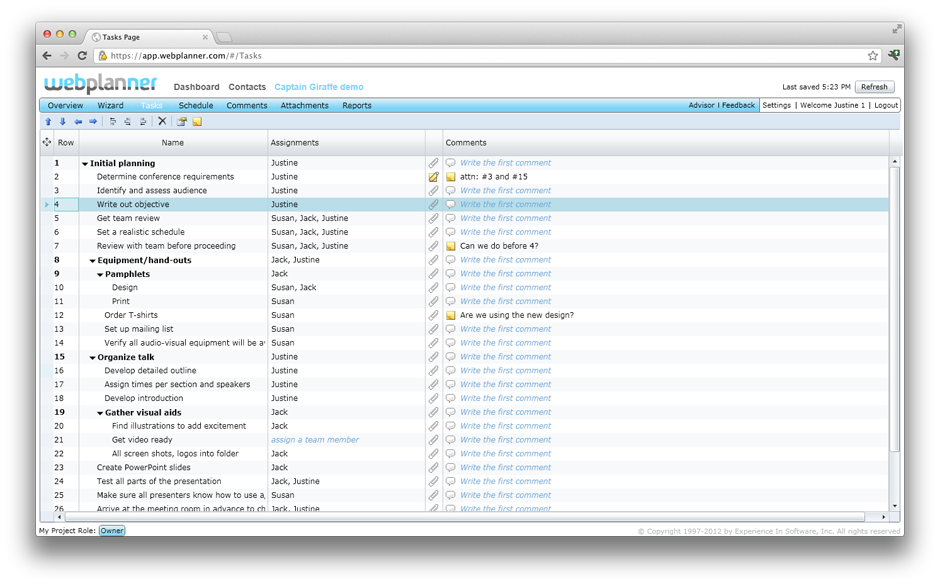 Tasks Page
https://app.webplanner.com/#/Tasks
webplanner Dashboard Contacts Captain Giraffe demo Last saved 5:23 PM Refresh
Overview Wizard Tasks Schedule Comments Attachments Reports Advisor | Feedback Settings | Welcome Justine 1 | Logout
Row Name Assignments Comments
1 Initial planning Justine Write the first comment
2 Determine conference requirements Justine attn: #3 and #15
3 Identify and assess audience Justine Write the first comment
4 Write out objective Justine Write the first comment
5 Get team review Susan, Jack, Justine Write the first comment
6 Set a realistic schedule Susan, Jack, Justine Write the first comment
7 Review with team before proceeding Susan, Jack, Justine Can we do before 4?
8 Equipment/hand-outs Jack, Justine Write the first comment
9 Pamphlets Jack Write the first comment
10 Design Susan, Jack Write the first comment
11 Print Susan Write the first comment
12 Order T-shirts Susan Are we using the new design?
13 Set up mailing list Susan Write the first comment
14 Verify all audio-visual equipment will be av Susan Write the first comment
15 Organize talk Justine Write the first comment
16 Develop detailed outline Justine Write the first comment
17 Assign times per section and speakers Justine Write the first comment
18 Develop introduction Justine Write the first comment
19 Gather visual aids Jack Write the first comment
20 Find illustrations to add excitement Jack Write the first comment
21 Get video ready assign a team member Write the first comment
22 All screen shots, logos into folder Jack Write the first comment
23 Create PowerPoint slides Jack Write the first comment
24 Test all parts of the presentation Jack, Justine Write the first comment
25 Make sure all presenters know how to use a, Susan Write the first comment
26 Arrive at the meeting room in advance to ch Jack, Justine Write the first comment
My Project Role: Owner © Copyright 1997-2012 by Experience In Software, Inc. All rights reserved